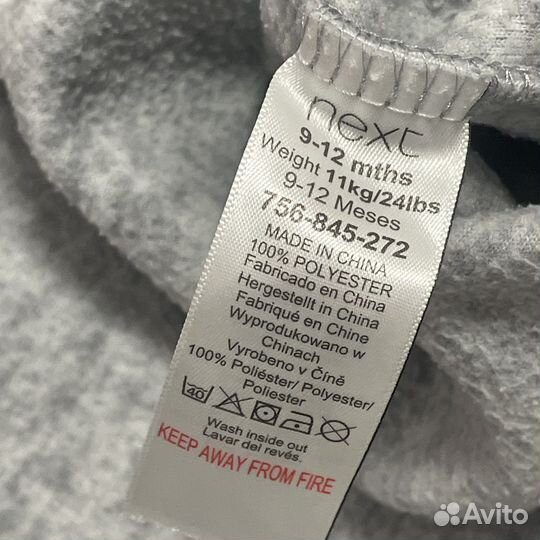 next
9-12 mths
Weight 11kg/24lbs
9-12 Meses
756-845-272
MADE IN CHINA
100% POLYESTER
Fabricado en China
Hergestellt in China
Fabriqué en Chine
Wyprodukowano w
Chinach
Vyrobeno v Číně
100% Poliéster/ Polyester/
Poliester
40
Wash inside out
Lavar del revés.
KEEP AWAY FROM FIRE
Avito